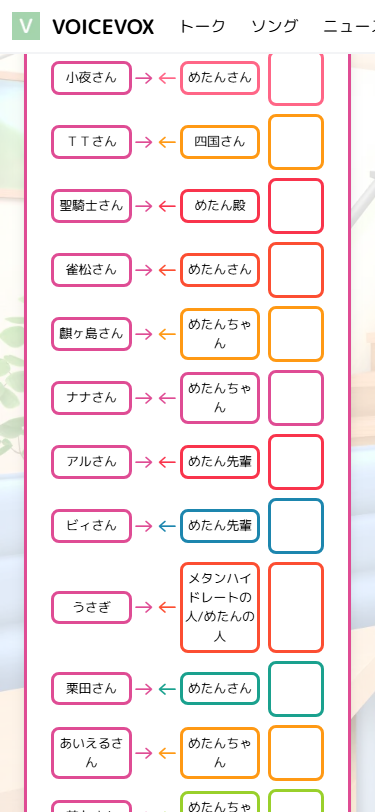 V VOICEVOX トーク ソング ニュース
小夜さん → ← めたんさん
ＴＴさん → ← 四国さん
聖騎士さん → ← めたん殿
雀松さん → ← めたんさん
麒ヶ島さん → ← めたんちゃ
ん
ナナさん → ← めたんちゃ
ん
アルさん → ← めたん先輩
ビィさん → ← めたん先輩
うさぎ → ← メタンハイ
ドレートの
人/めたんの
人
栗田さん → ← めたんさん
あいえるさ
ん → ← めたんちゃ
ん
めたんちゃ